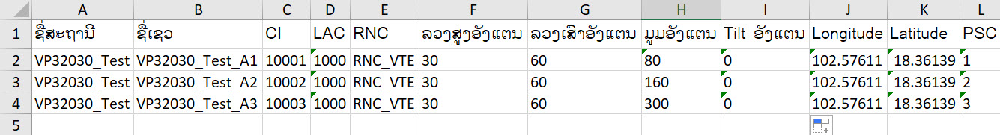 A B C D E F G H I J K L
1 ຊື່ສະຖານີ ຊື່ເຊວ CI LAC RNC ລວງສູງອັງແຕນ ລວງເສົາອັງແຕນ ມູມອັງແຕນ Tilt ອັງແຕນ Longitude Latitude PSC
2 VP32030_Test VP32030_Test_A1 10001 1000 RNC_VTE 30 60 80 0 102.57611 18.36139 1
3 VP32030_Test VP32030_Test_A2 10002 1000 RNC_VTE 30 60 160 0 102.57611 18.36139 2
4 VP32030_Test VP32030_Test_A3 10003 1000 RNC_VTE 30 60 300 0 102.57611 18.36139 3
5